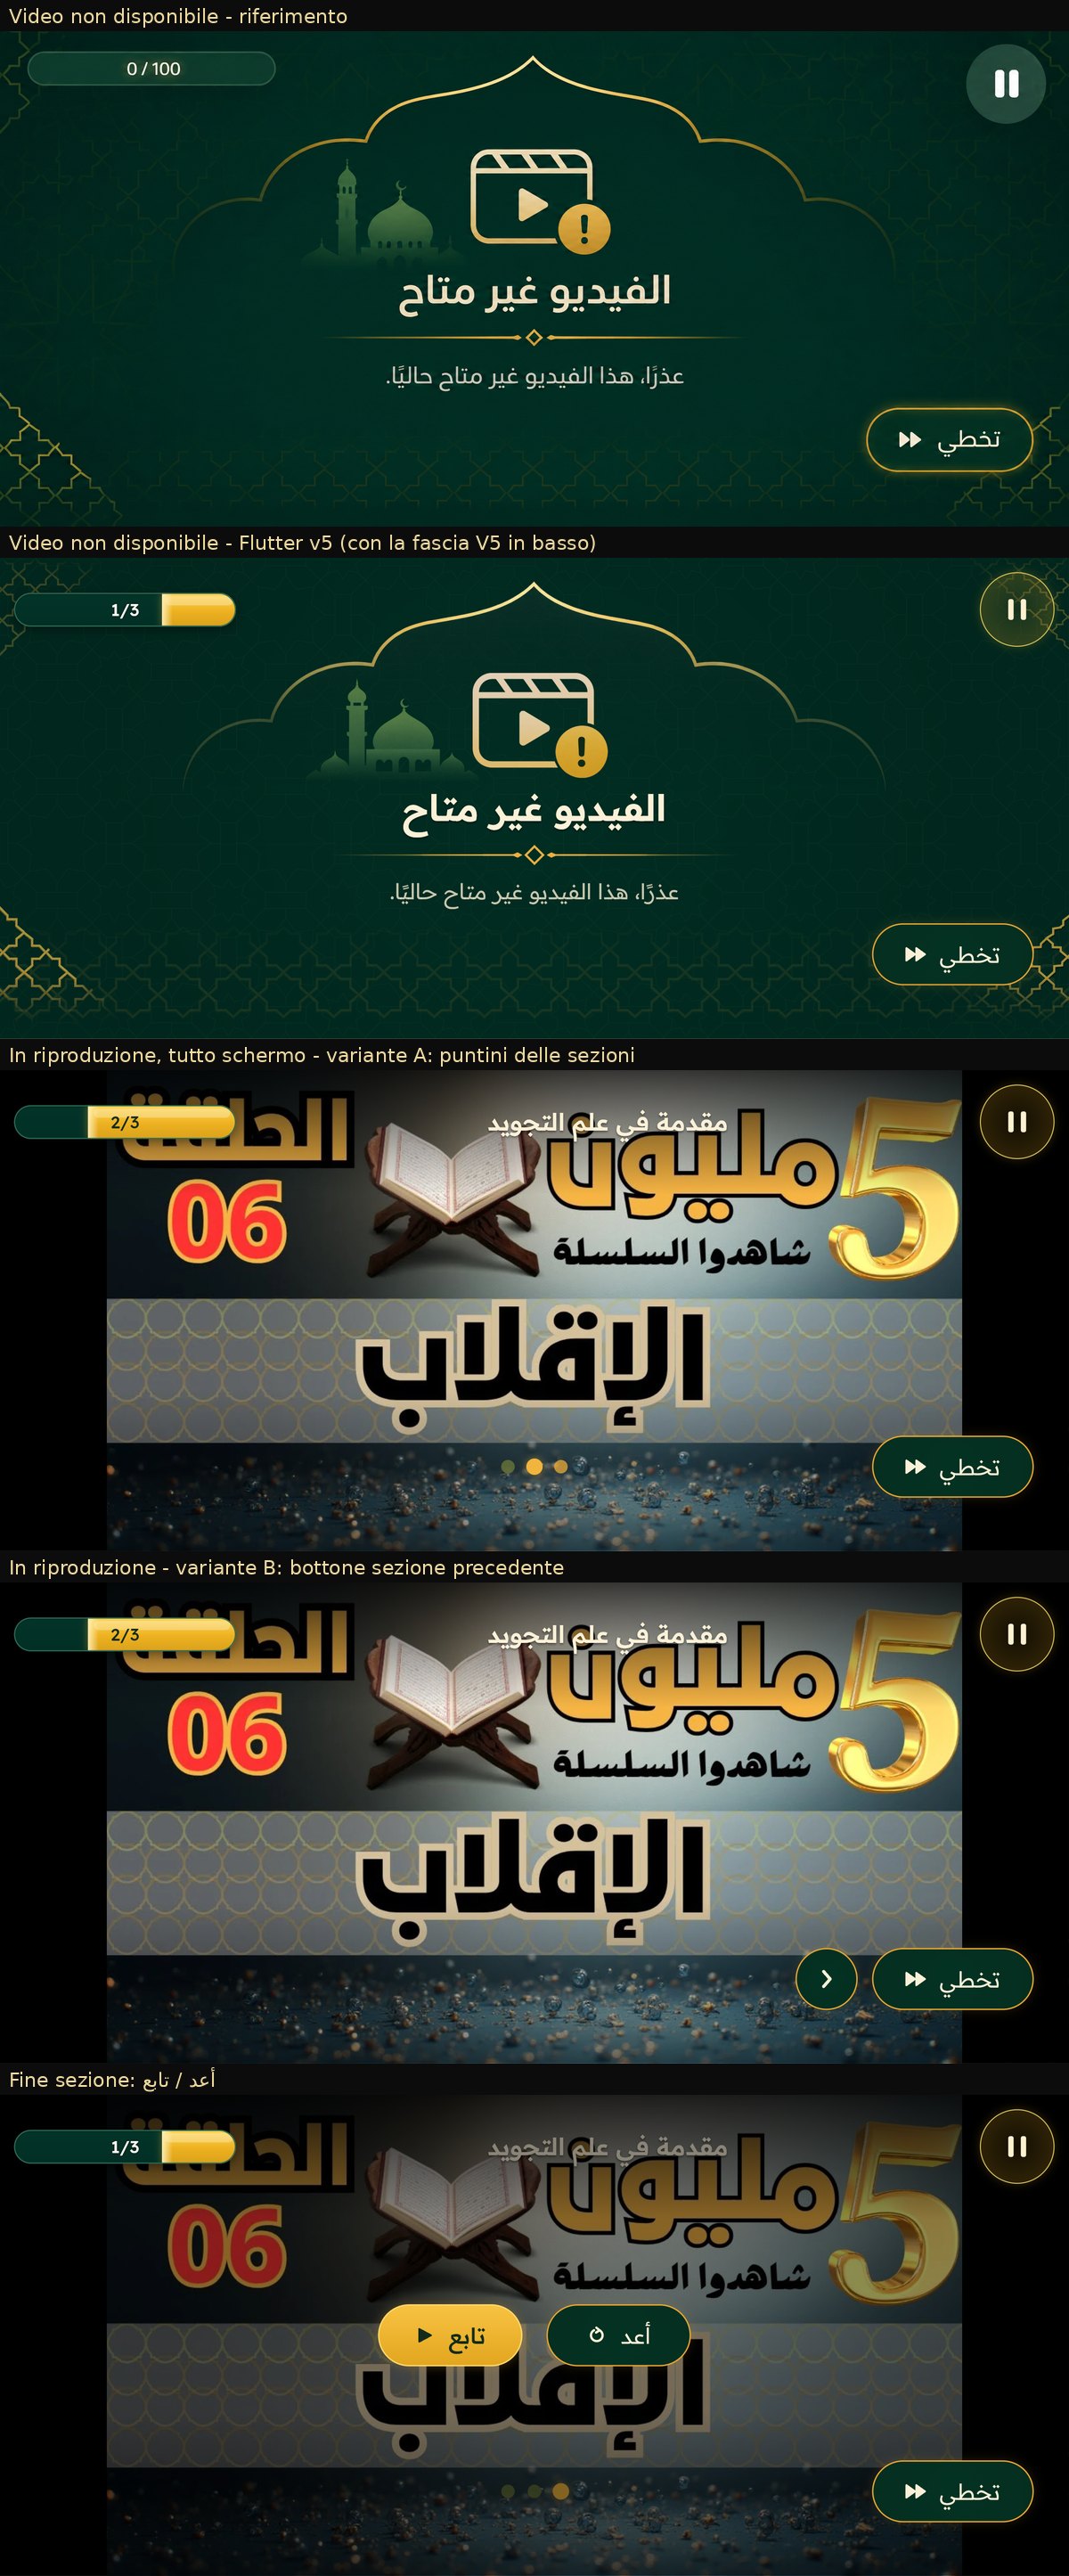 Video non disponibile - riferimento
0 / 100
الفيديو غير متاح
عذرًا، هذا الفيديو غير متاح حاليًا.
تخطي
Video non disponibile - Flutter v5 (con la fascia V5 in basso)
1/3
الفيديو غير متاح
عذرًا، هذا الفيديو غير متاح حاليًا.
تخطي
In riproduzione, tutto schermo - variante A: puntini delle sezioni
2/3
مقدمة في علم التجويد
الحلقة
5 مليون
06
شاهدوا السلسلة
الإقلاب
تخطي
In riproduzione - variante B: bottone sezione precedente
2/3
مقدمة في علم التجويد
الحلقة
5 مليون
06
شاهدوا السلسلة
الإقلاب
تخطي
Fine sezione: أعد / تابع
1/3
مقدمة في علم التجويد
الحلقة
5 مليون
06
شاهدوا السلسلة
أعد
تابع
الإقلاب
تخطي